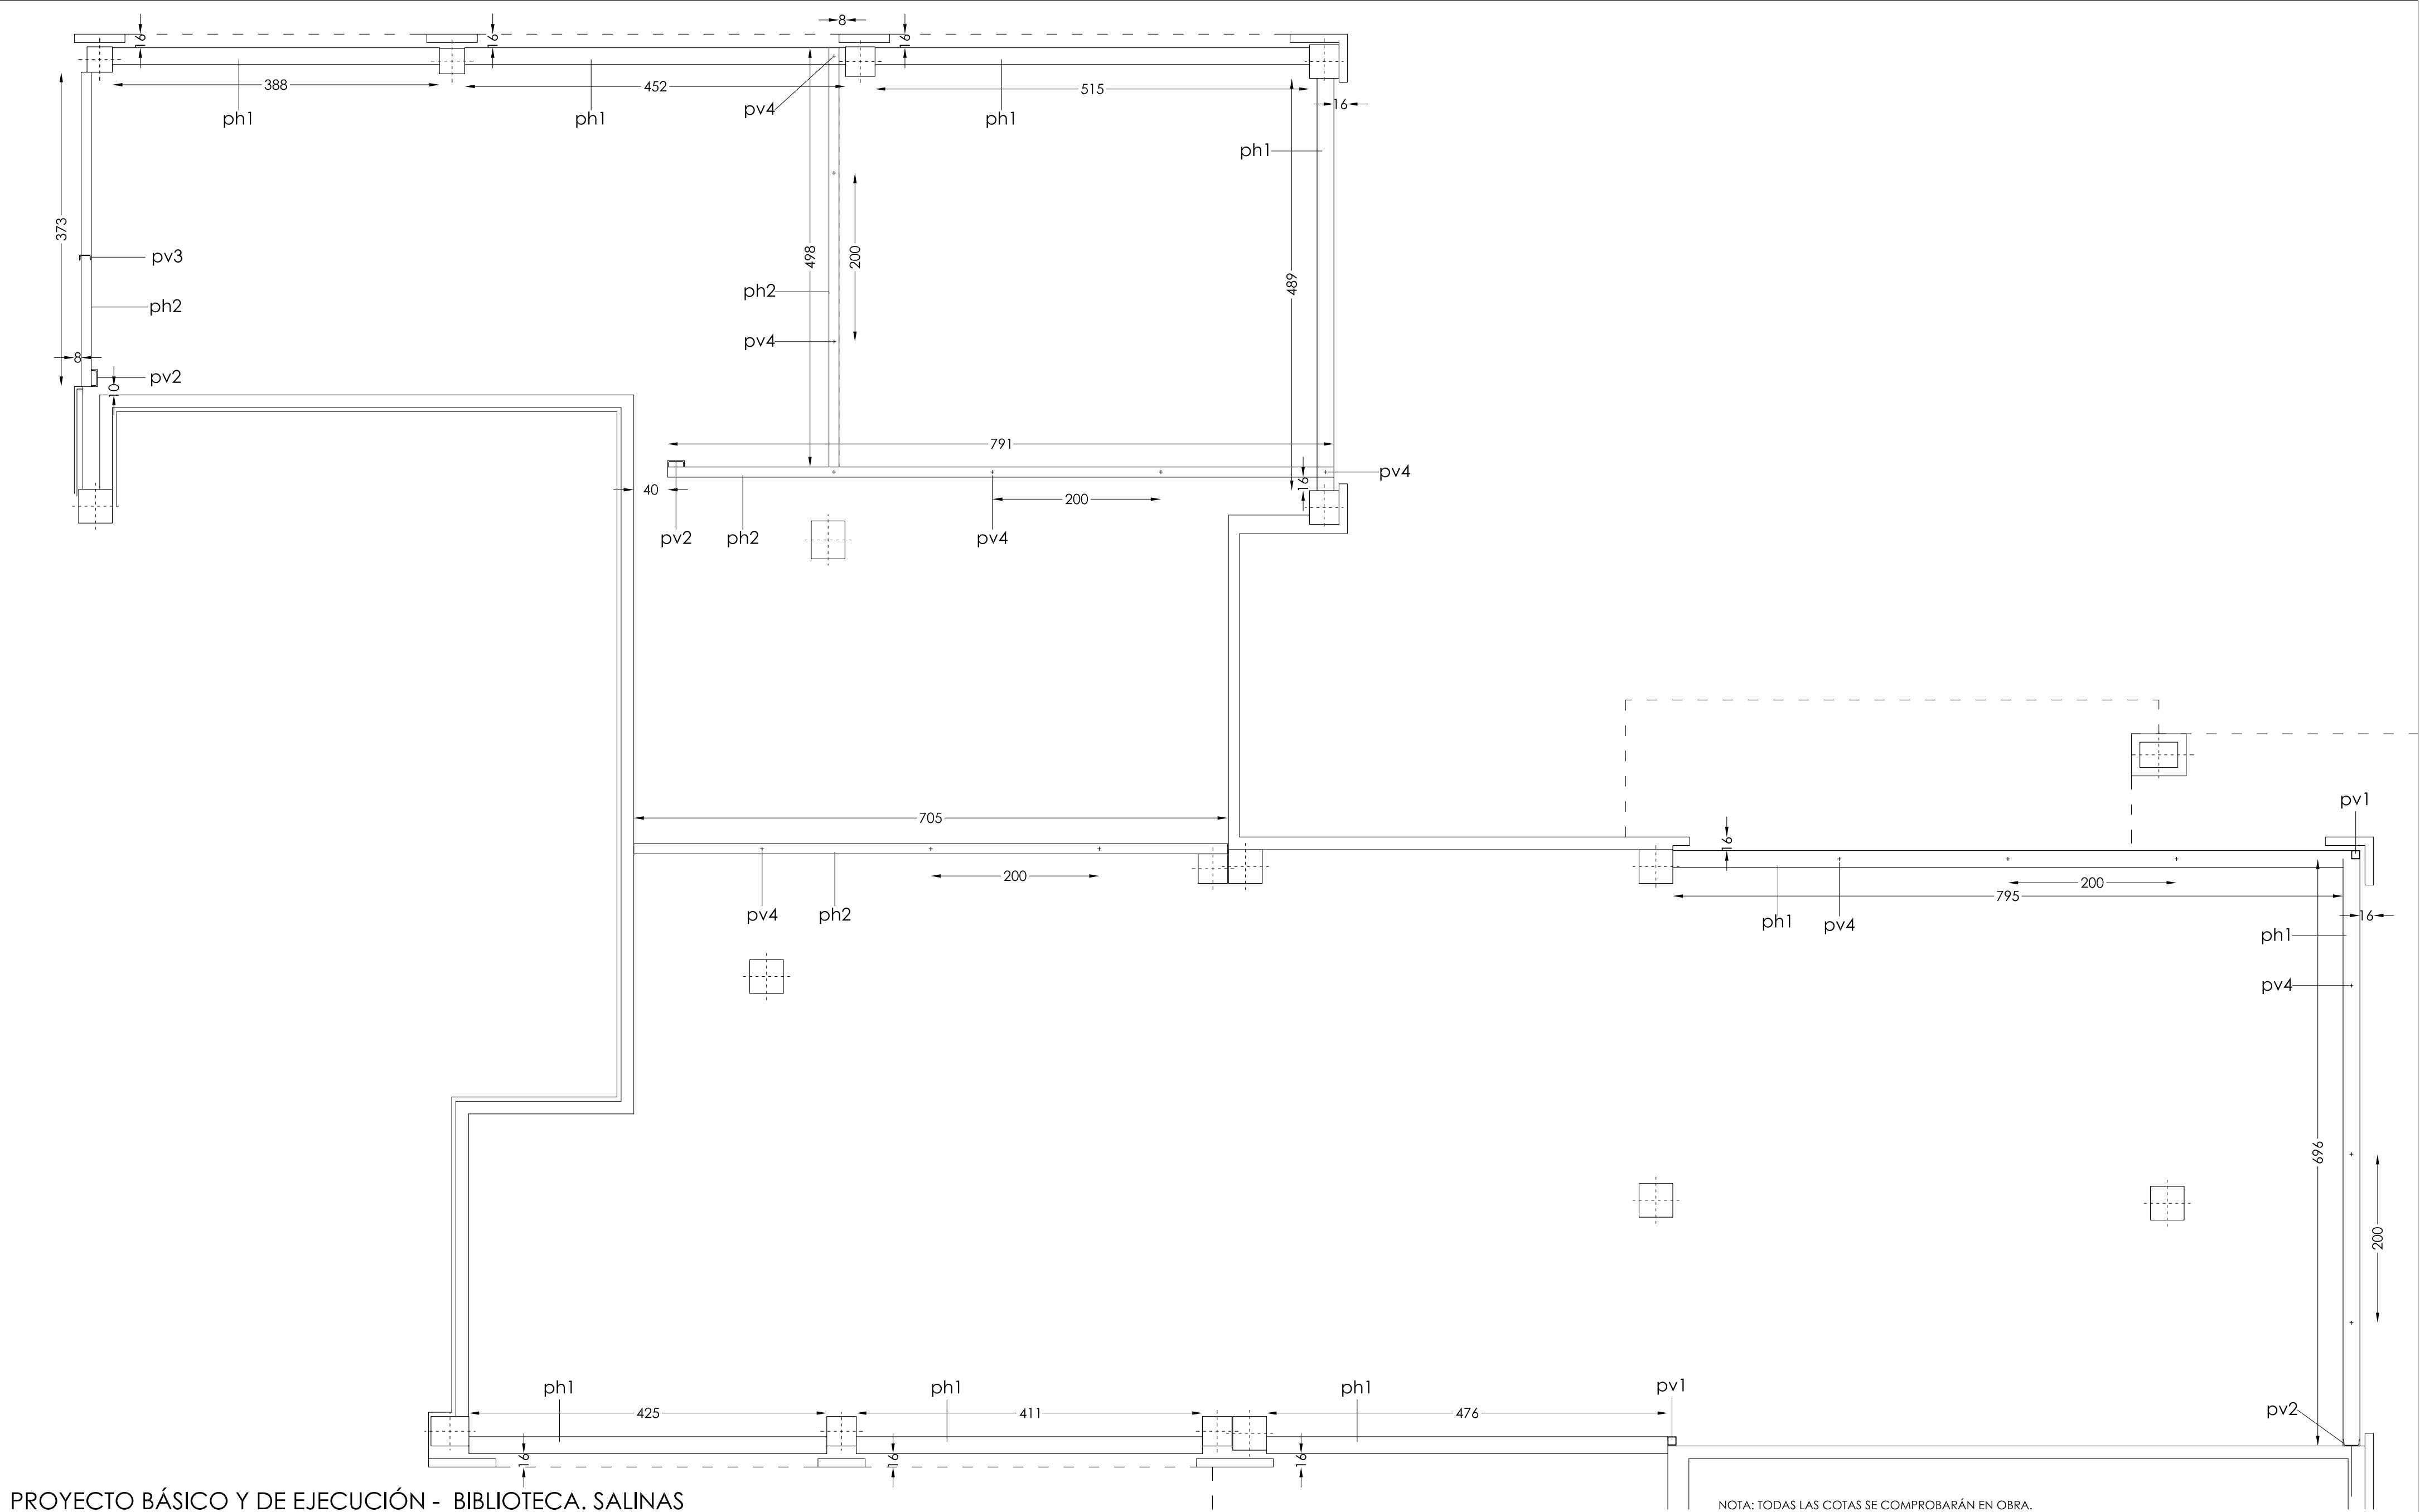 8
16
16
16
388
452
515
pv4
16
ph1
ph1
ph1
ph1
373
498
200
489
pv3
ph2
ph2
pv4
8
pv2
10
791
40
16
pv4
200
pv2
ph2
pv4
705
pv1
16
200
200
795
pv4
ph2
ph1
pv4
16
ph1
pv4
696
200
ph1
ph1
ph1
pv1
425
411
476
pv2
16
16
16
PROYECTO BÁSICO Y DE EJECUCIÓN - BIBLIOTECA. SALINAS
NOTA: TODAS LAS COTAS SE COMPROBARÁN EN OBRA.